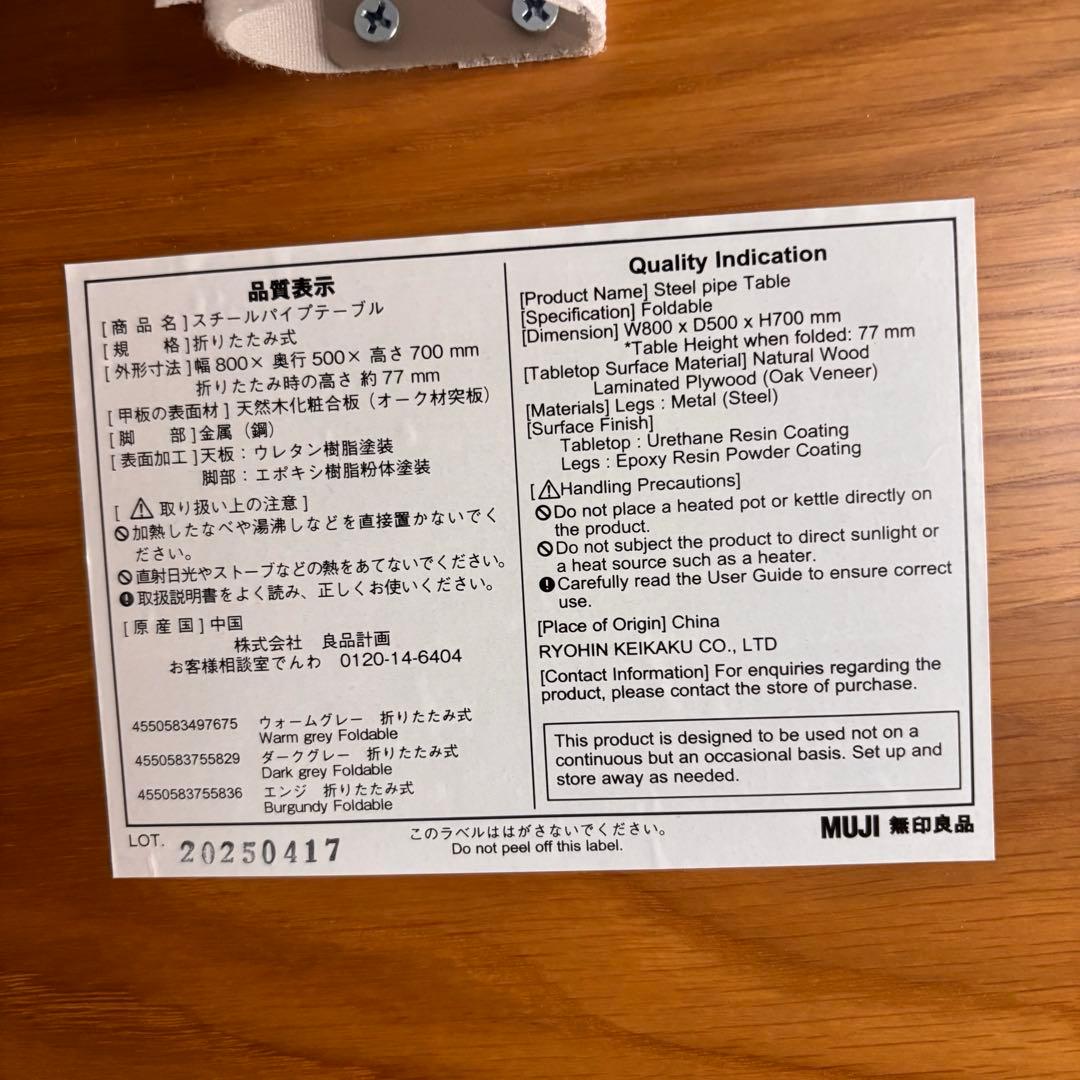 品質表示
[商品名]スチールパイプテーブル
[規　　格]折りたたみ式
[外形寸法]幅 800× 奥行 500× 高さ 700 mm
折りたたみ時の高さ 約 77 mm
[甲板の表面材]天然木化粧合板（オーク材突板）
[脚　　部]金属（鋼）
[表面加工]天板：ウレタン樹脂塗装
脚部：エポキシ樹脂粉体塗装
[⚠取り扱い上の注意]
加熱したなべや湯沸しなどを直接置かないでく
ださい。
直射日光やストーブなどの熱をあてないでください。
取扱説明書をよく読み、正しくお使いください。
[原産国]中国
株式会社　良品計画
お客様相談室でんわ　0120-14-6404
4550583497675 ウォームグレー　折りたたみ式
Warm grey Foldable
4550583755829 ダークグレー　折りたたみ式
Dark grey Foldable
4550583755836 エンジ　折りたたみ式
Burgundy Foldable
Quality Indication
[Product Name] Steel pipe Table
[Specification] Foldable
[Dimension] W800 x D500 x H700 mm
*Table Height when folded: 77 mm
[Tabletop Surface Material] Natural Wood
Laminated Plywood (Oak Veneer)
[Materials] Legs : Metal (Steel)
[Surface Finish]
Tabletop : Urethane Resin Coating
Legs : Epoxy Resin Powder Coating
[⚠Handling Precautions]
Do not place a heated pot or kettle directly on
the product.
Do not subject the product to direct sunlight or
a heat source such as a heater.
Carefully read the User Guide to ensure correct
use.
[Place of Origin] China
RYOHIN KEIKAKU CO., LTD
[Contact Information] For enquiries regarding the
product, please contact the store of purchase.
This product is designed to be used not on a
continuous but an occasional basis. Set up and
store away as needed.
LOT. 20250417
このラベルははがさないでください。
Do not peel off this label.
MUJI 無印良品